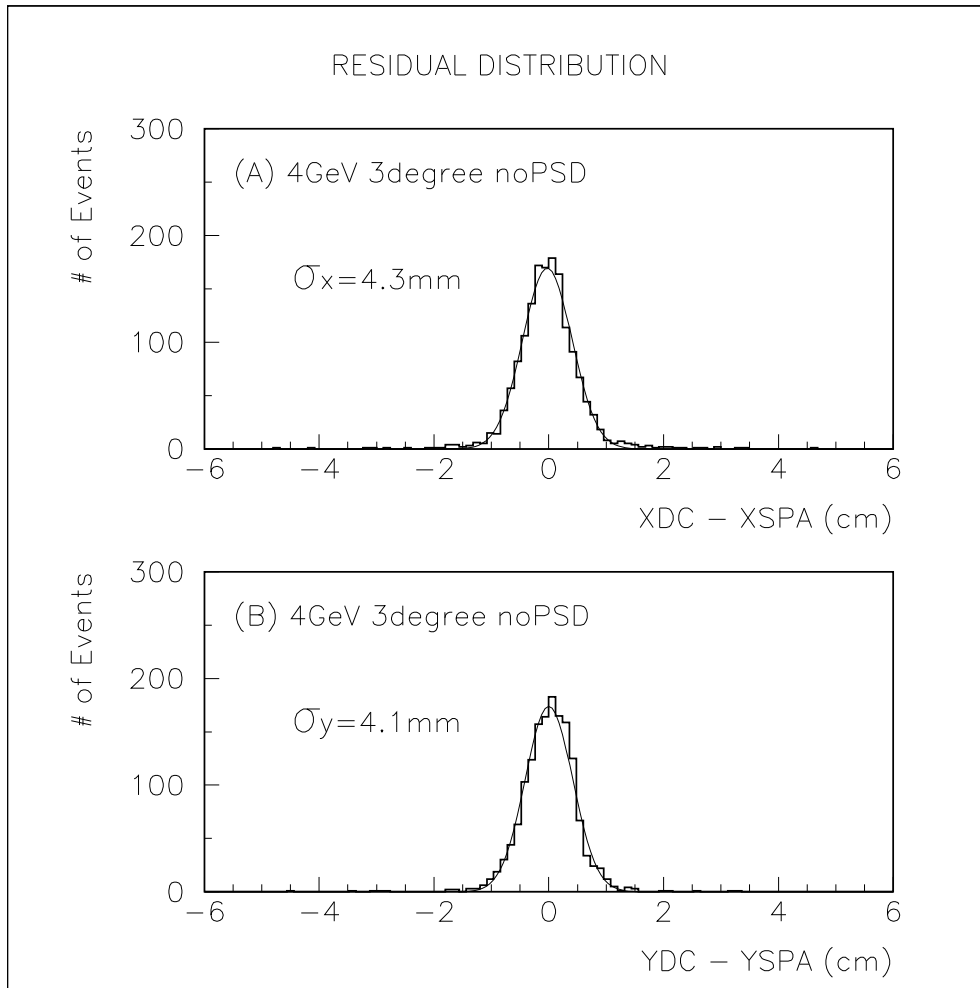 RESIDUAL DISTRIBUTION
# of Events
300
200
100
0
(A) 4GeV 3degree noPSD
σx=4.3mm
−6 −4 −2 0 2 4 6
XDC − XSPA (cm)
# of Events
300
200
100
0
(B) 4GeV 3degree noPSD
σy=4.1mm
−6 −4 −2 0 2 4 6
YDC − YSPA (cm)